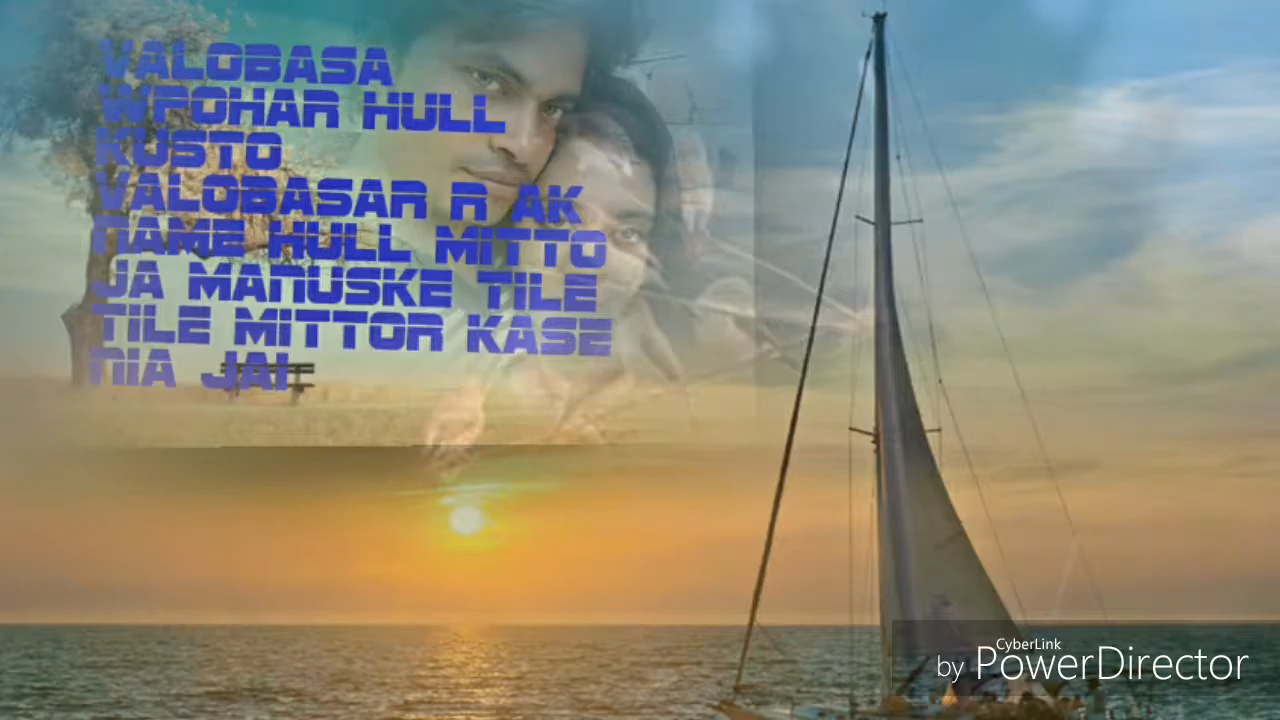 VALOBASA
WPOHAR HULL
KUSTO
VALOBASAR R AK
NAME HULL MITTO
JA MANUSKE TILE
TILE MITTOR KASE
NIA JAI
CyberLink
by PowerDirector